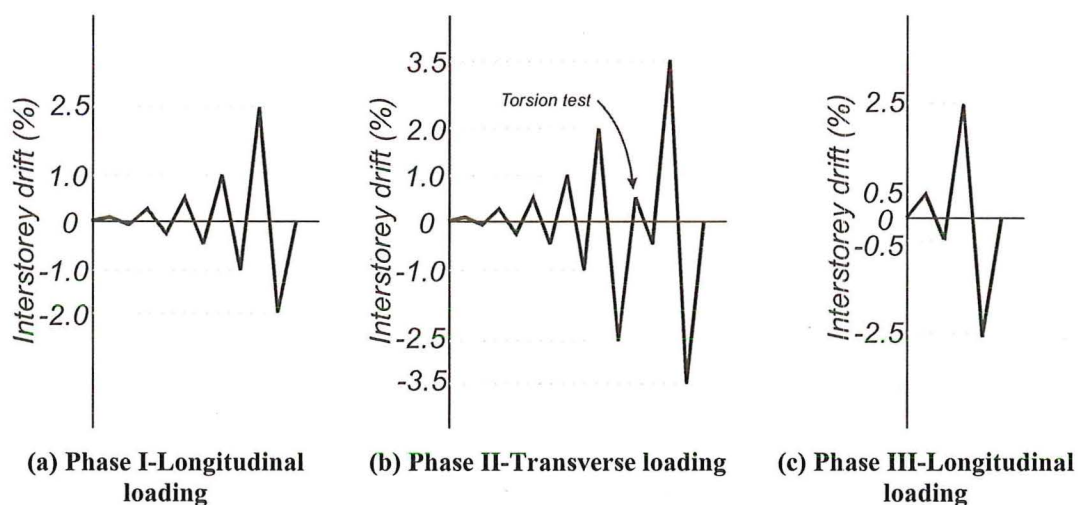 Interstorey drift (%)
2.5
1.0
0
-1.0
-2.0
(a) Phase I-Longitudinal
loading
Interstorey drift (%)
3.5
2.0
1.0
0
-1.0
-2.5
-3.5
Torsion test
(b) Phase II-Transverse loading
Interstorey drift (%)
2.5
0.5
0
-0.5
-2.5
(c) Phase III-Longitudinal
loading